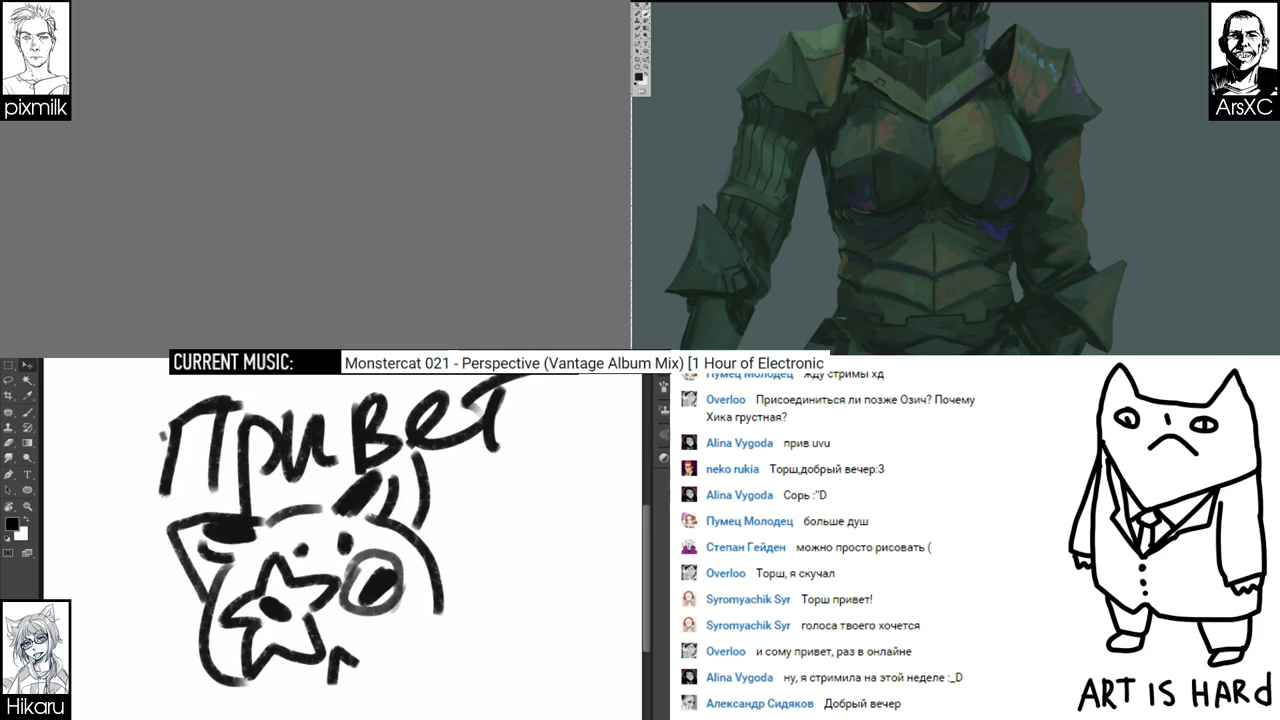 pixmilk
ArsXC
CURRENT MUSIC: Monstercat 021 - Perspective (Vantage Album Mix) [1 Hour of Electronic
Привет
Hikaru
Пумец Молодец жду стримы хд
Overloo Присоединиться ли позже Озич? Почему
Хика грустная?
Alina Vygoda прив uvu
neko rukia Торш,добрый вечер:3
Alina Vygoda Сорь :"D
Пумец Молодец больше душ
Степан Гейден можно просто рисовать (
Overloo Торш, я скучал
Syromyachik Syr Торш привет!
Syromyachik Syr голоса твоего хочется
Overloo и сому привет, раз в онлайне
Alina Vygoda ну, я стримила на этой неделе :_D
Александр Сидяков Добрый вечер
ART IS HARd